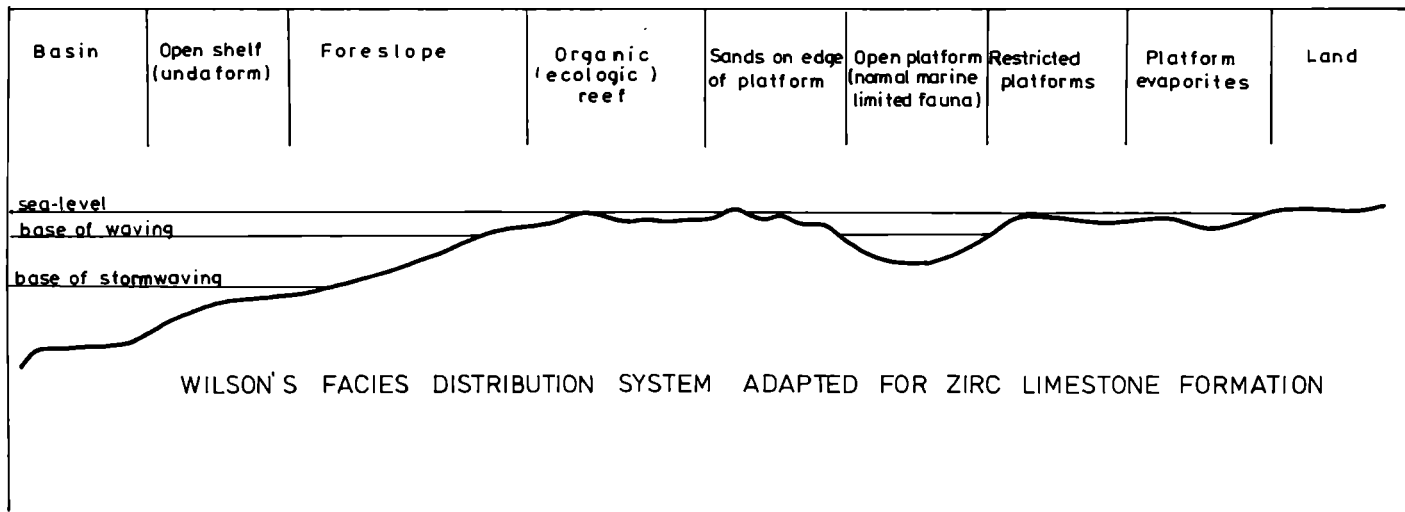 Basin
Open shelf
(undaform)
Foreslope
Organic
(ecologic)
reef
Sands on edge
of platform
Open platform
(normal marine
limited fauna)
Restricted
platforms
Platform
evaporites
Land
sea-level
base of waving
base of stormwaving
WILSON'S FACIES DISTRIBUTION SYSTEM ADAPTED FOR ZIRC LIMESTONE FORMATION